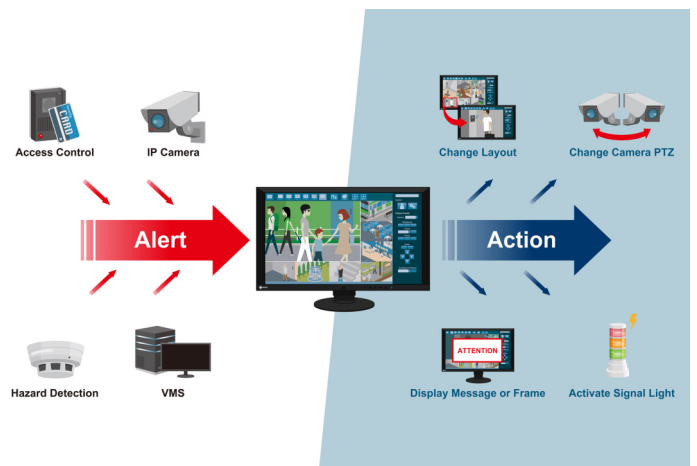 Access Control
IP Camera
CARD
Change Layout
Change Camera PTZ
Alert
Action
ATTENTION
Hazard Detection
VMS
Display Message or Frame
Activate Signal Light